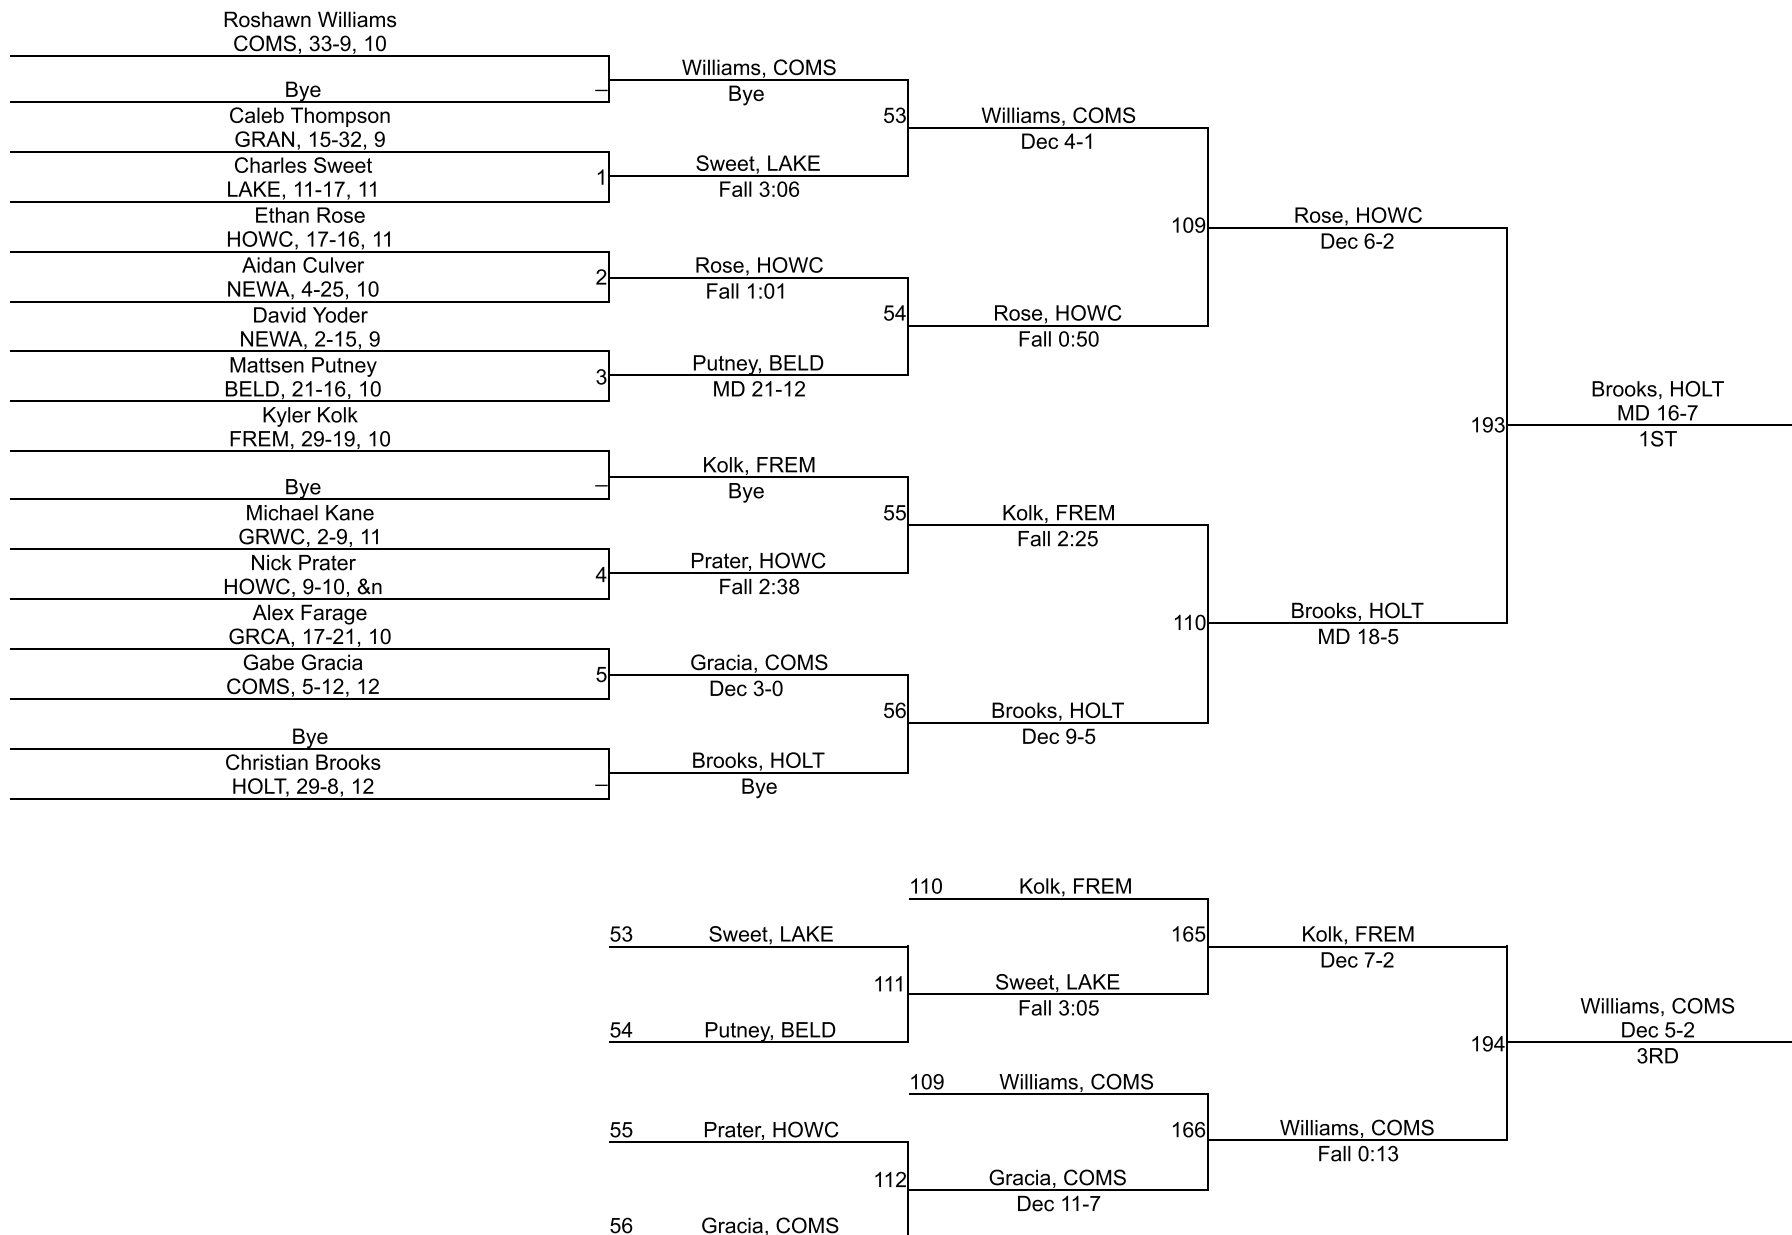 Roshawn Williams
COMS, 33-9, 10
Bye
–
Caleb Thompson
GRAN, 15-32, 9
Charles Sweet
LAKE, 11-17, 11
1
Ethan Rose
HOWC, 17-16, 11
Aidan Culver
NEWA, 4-25, 10
2
David Yoder
NEWA, 2-15, 9
Mattsen Putney
BELD, 21-16, 10
3
Kyler Kolk
FREM, 29-19, 10
Bye
–
Michael Kane
GRWC, 2-9, 11
Nick Prater
HOWC, 9-10, &n
4
Alex Farage
GRCA, 17-21, 10
Gabe Gracia
COMS, 5-12, 12
5
Bye
Christian Brooks
HOLT, 29-8, 12
–
Williams, COMS
Bye
53
Sweet, LAKE
Fall 3:06
Rose, HOWC
Fall 1:01
54
Putney, BELD
MD 21-12
Kolk, FREM
Bye
55
Prater, HOWC
Fall 2:38
Gracia, COMS
Dec 3-0
56
Brooks, HOLT
Bye
Williams, COMS
Dec 4-1
109
Rose, HOWC
Fall 0:50
Kolk, FREM
Fall 2:25
110
Brooks, HOLT
Dec 9-5
Rose, HOWC
Dec 6-2
193
Brooks, HOLT
MD 18-5
Brooks, HOLT
MD 16-7
1ST
110 Kolk, FREM
53 Sweet, LAKE
165
111
Sweet, LAKE
Fall 3:05
54 Putney, BELD
Kolk, FREM
Dec 7-2
109 Williams, COMS
55 Prater, HOWC
166
112
Gracia, COMS
Dec 11-7
56 Gracia, COMS
Williams, COMS
Fall 0:13
194
Williams, COMS
Dec 5-2
3RD